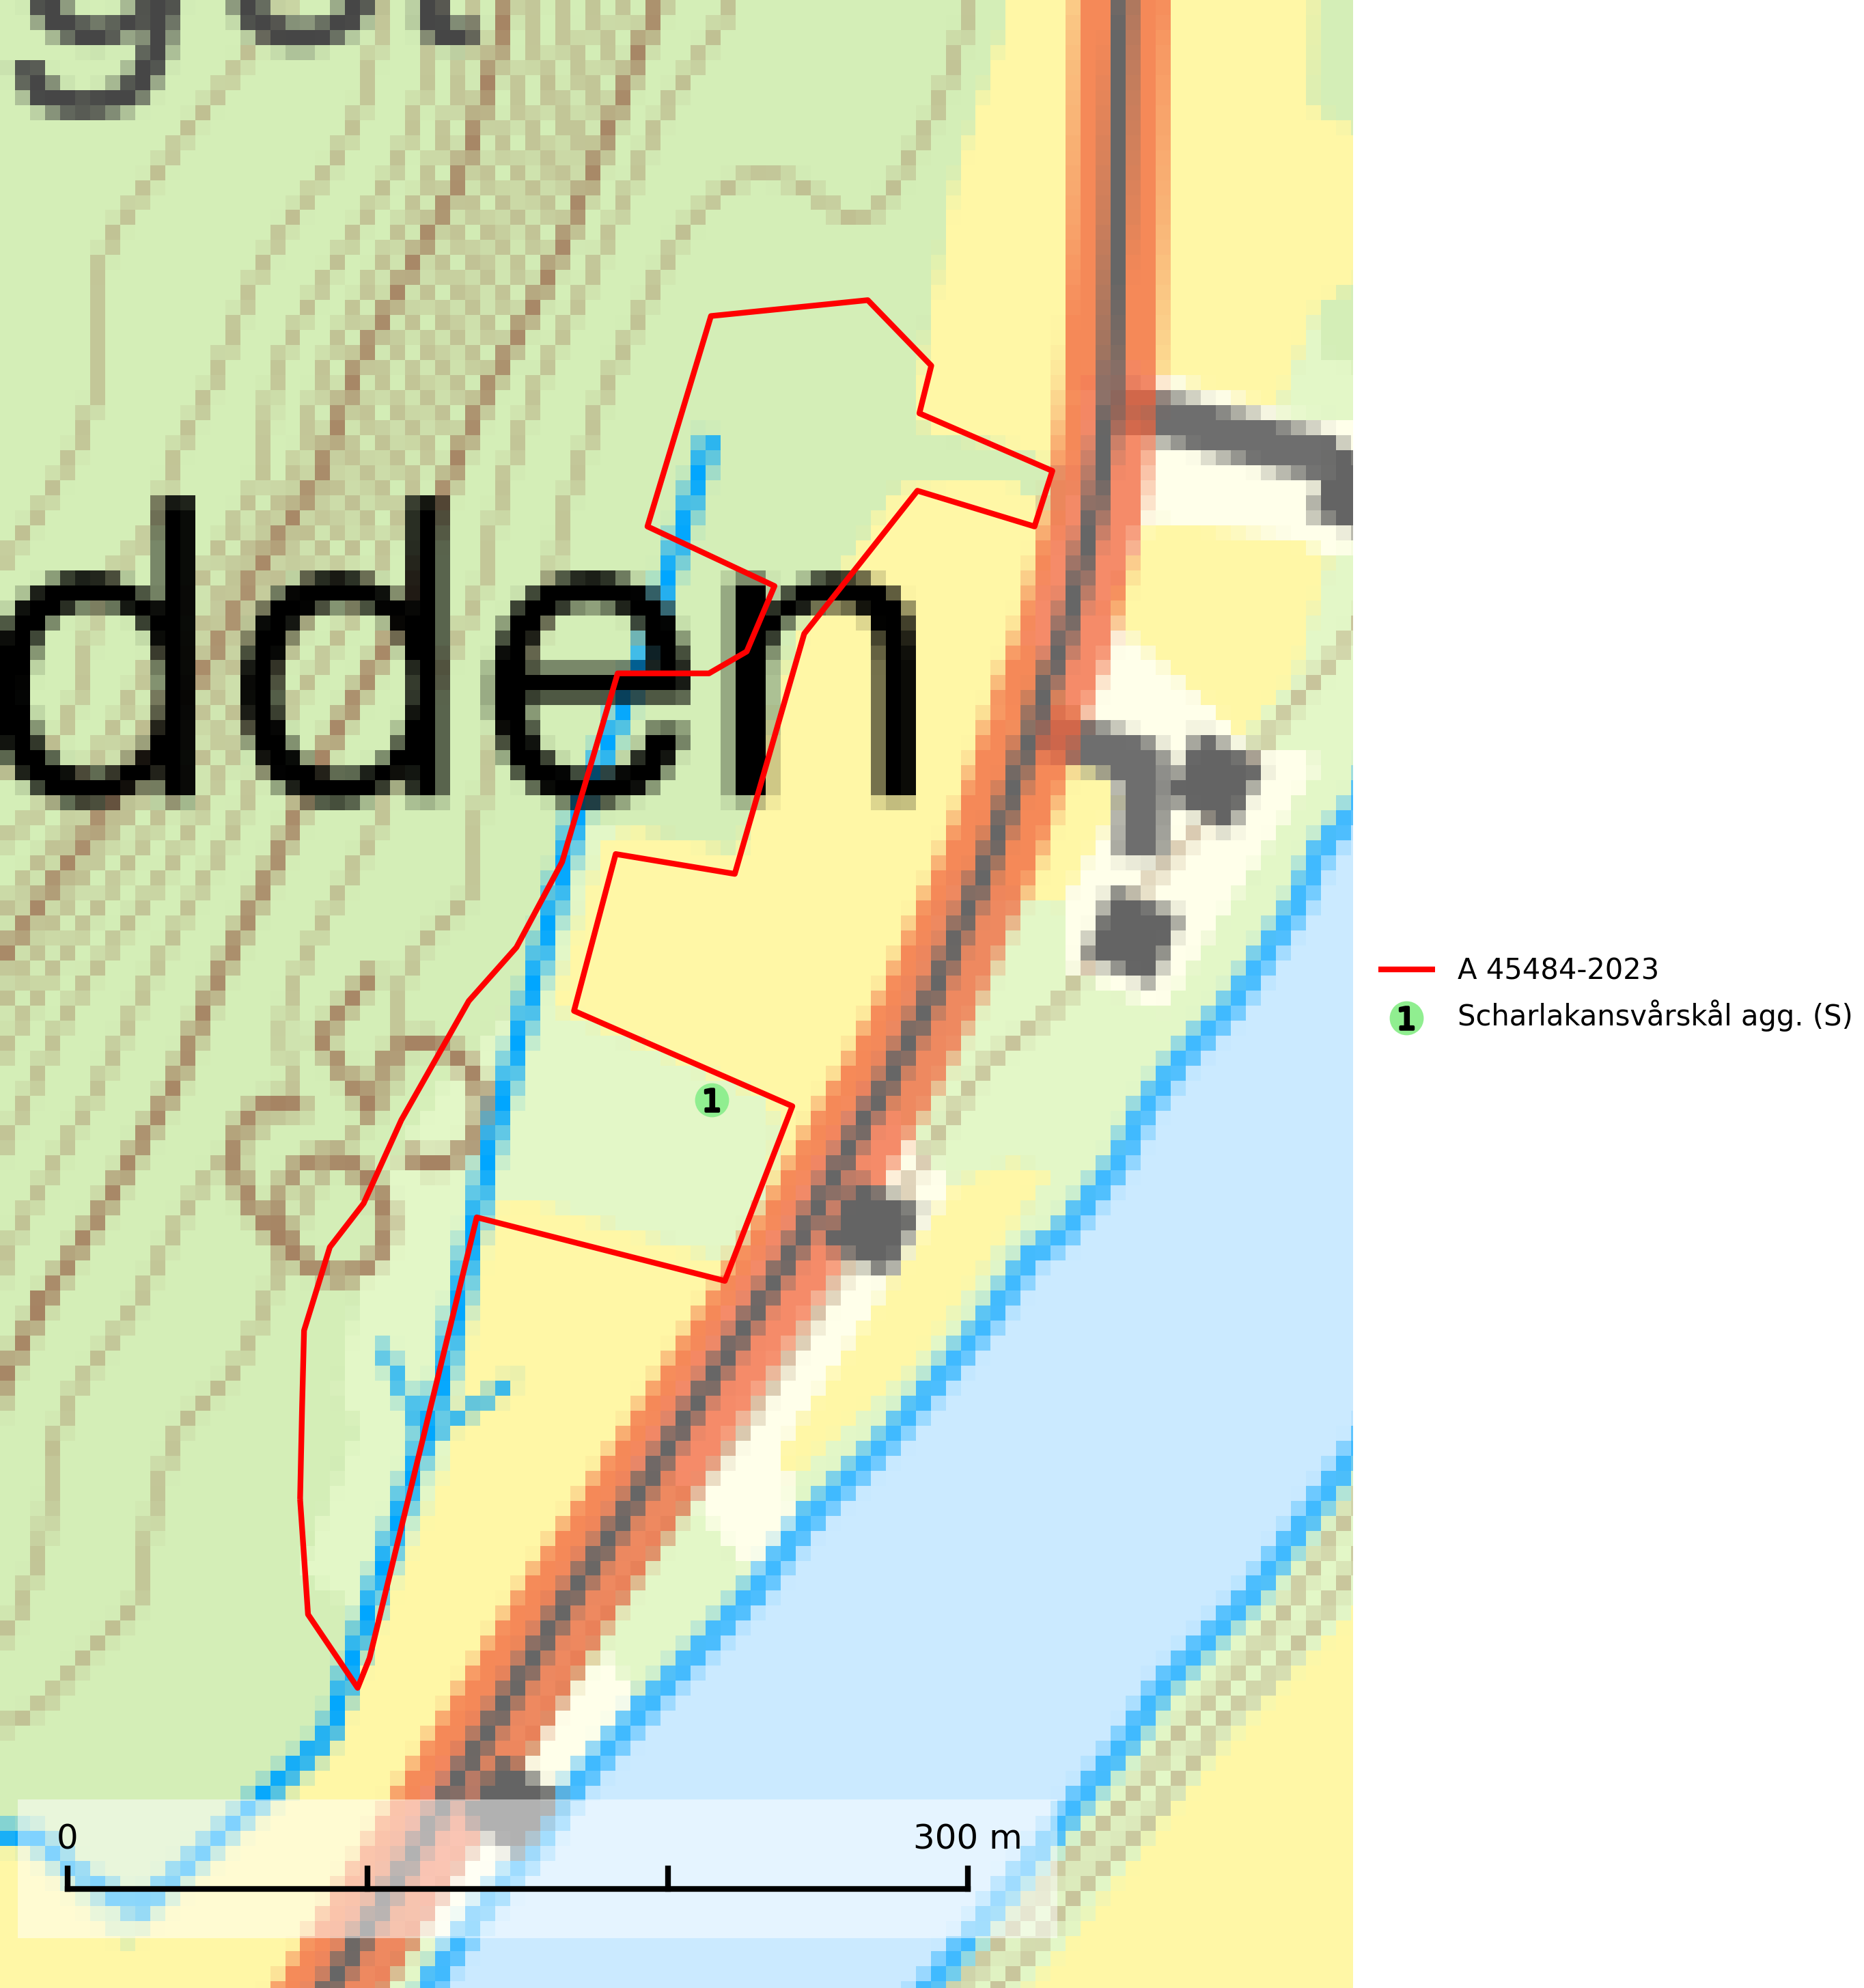 dden
A 45484-2023
1 Scharlakansvårskål agg. (S)
1
0 300 m